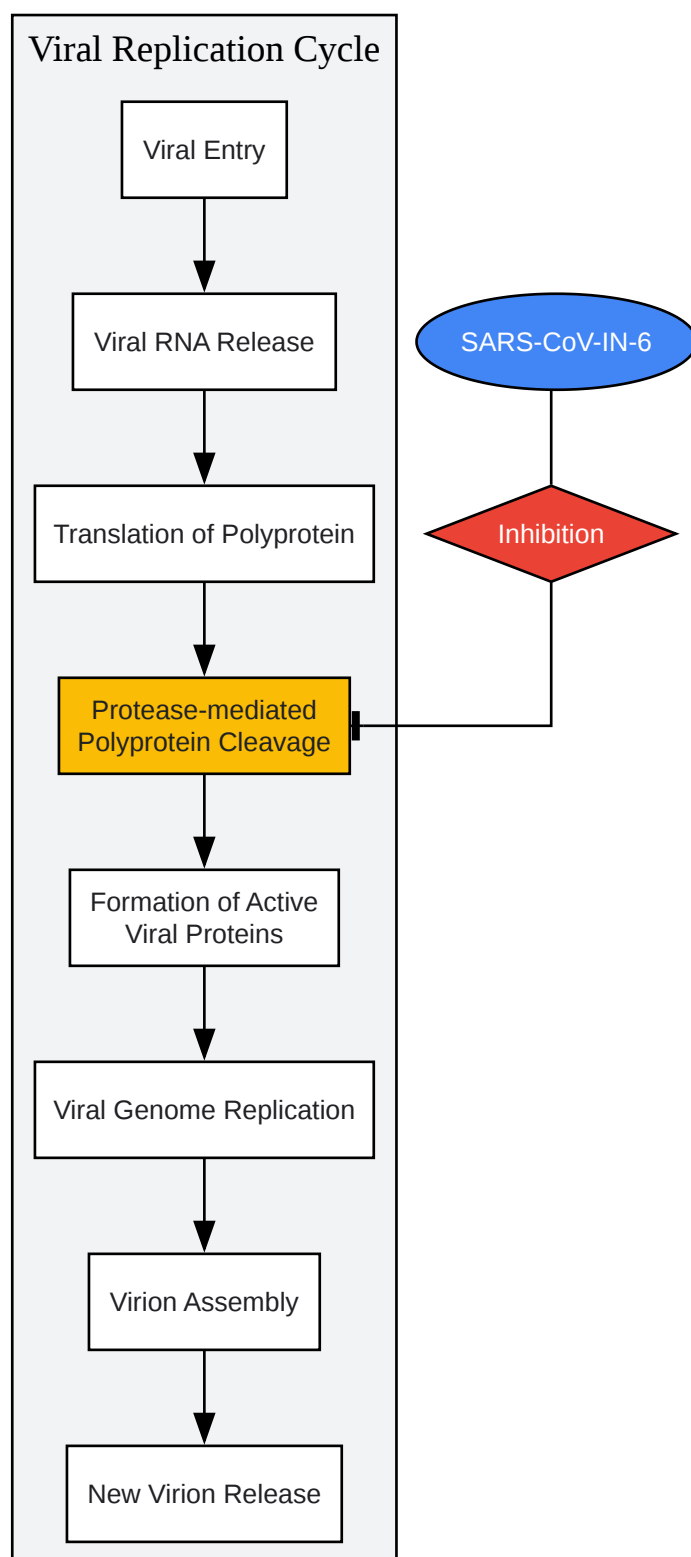 Viral Replication Cycle
Viral Entry
Viral RNA Release
SARS-CoV-IN-6
Translation of Polyprotein
Inhibition
Protease-mediated
Polyprotein Cleavage
Formation of Active
Viral Proteins
Viral Genome Replication
Virion Assembly
New Virion Release